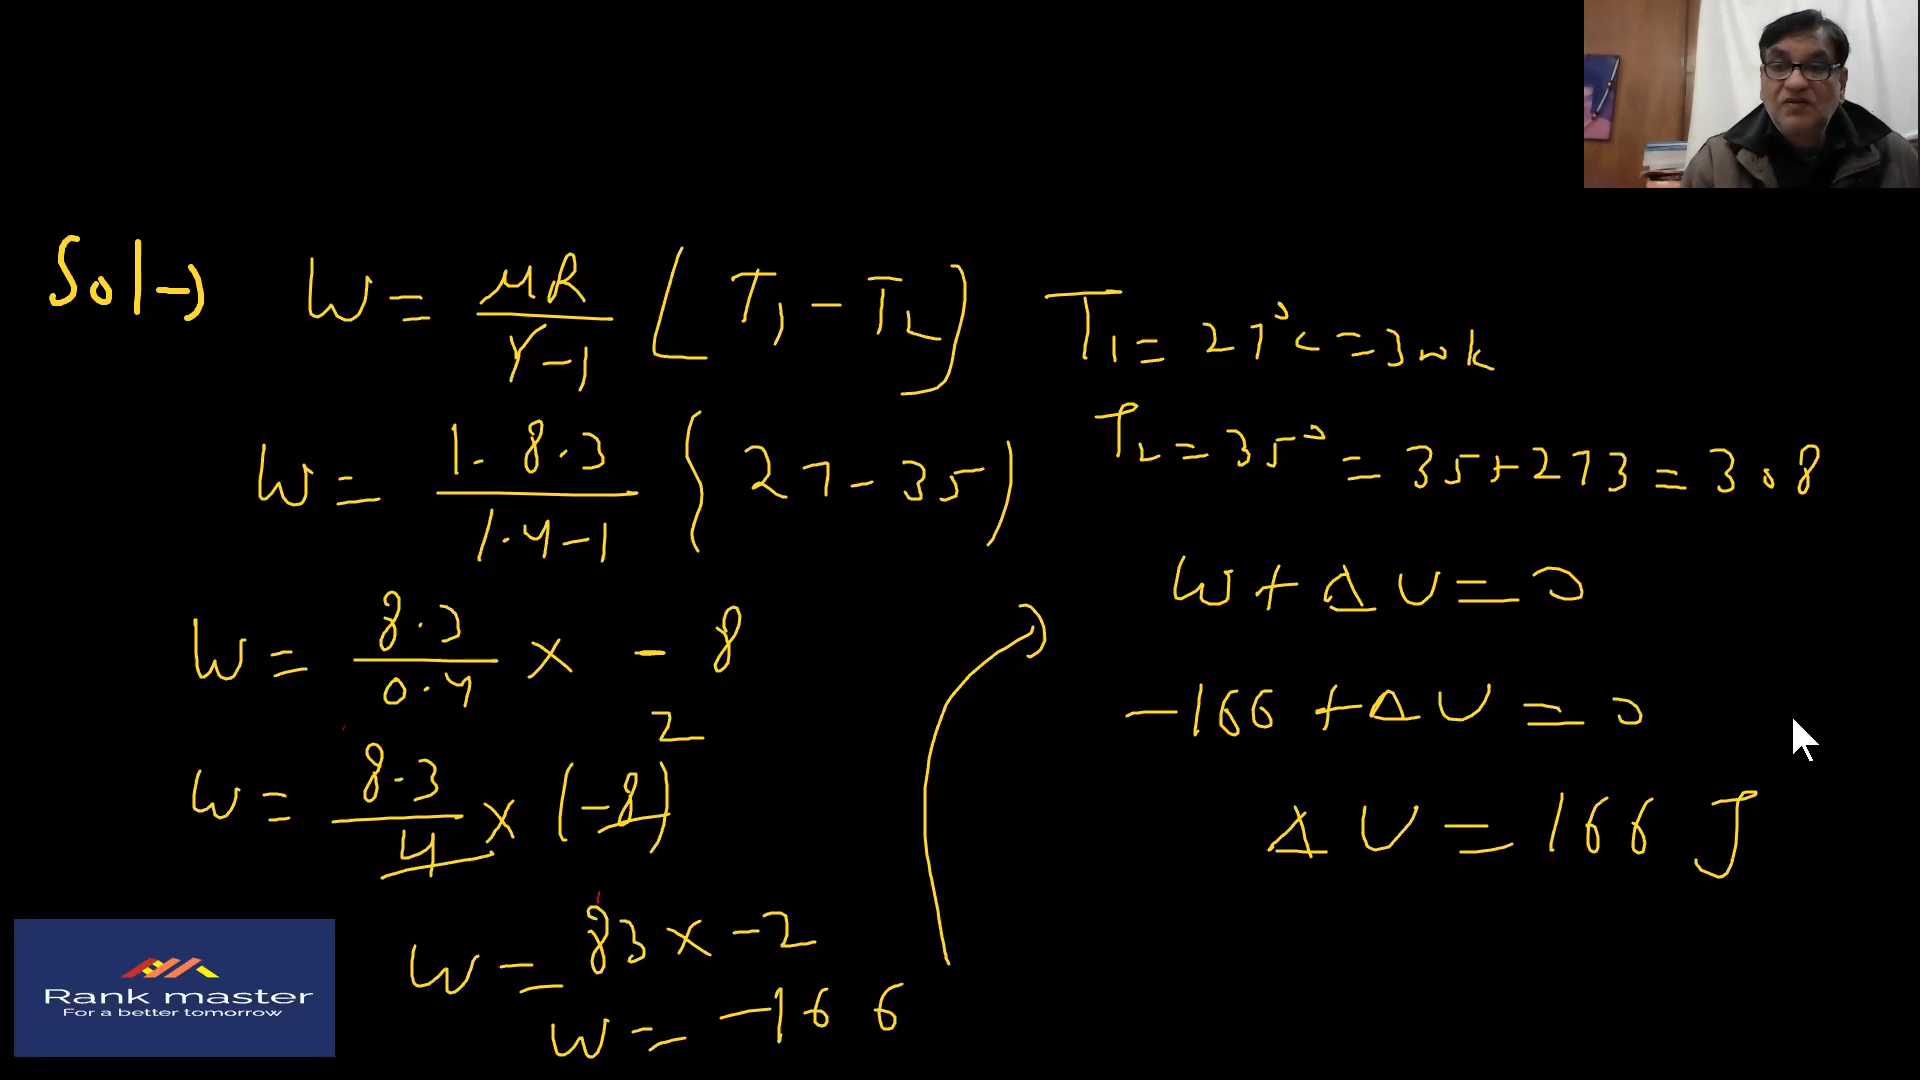 Sol→ W = μR / γ-1 [ T1 - T2 ]
T1 = 27°C = 300 K
T2 = 35° = 35+273 = 308
W = 1. 8.3 / 1.4-1 { 27-35 )
W + ΔU = 0
W = 8.3 / 0.4 × - 8
-166 + ΔU = 0
2
W = 8.3 / 4 × (-8)
ΔU = 166 J
W = 83 × -2
W = -166
Rank master
For a better tomorrow